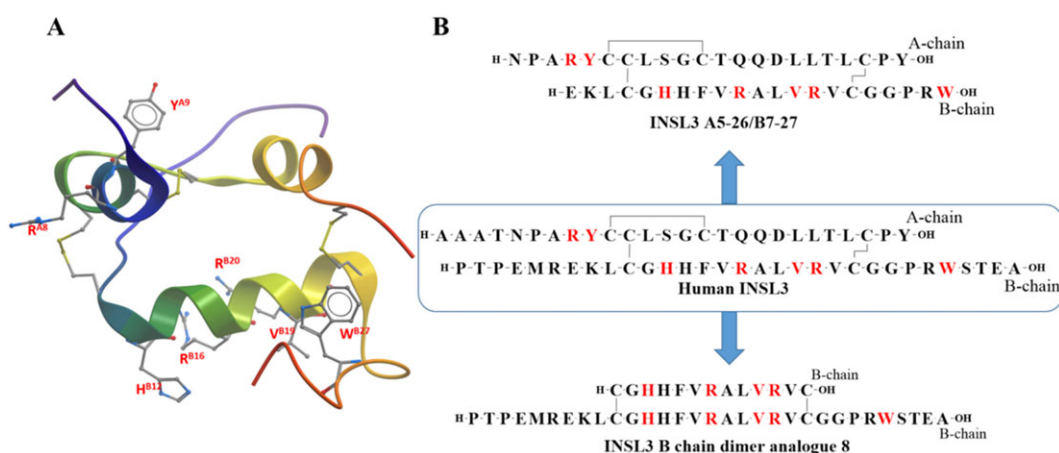 A
Y^A9
R^A8
R^B20
R^B16
V^B19
W^B27
H^B12
B
A-chain
H-N-P-A-R-Y-C-C-L-S-G-C-T-Q-Q-D-L-L-T-L-C-P-Y-OH
H-E-K-L-C-G-H-H-F-V-R-A-L-V-R-V-C-G-G-P-R-W-OH
B-chain
INSL3 A5-26/B7-27
A-chain
H-A-A-A-T-N-P-A-R-Y-C-C-L-S-G-C-T-Q-Q-D-L-L-T-L-C-P-Y-OH
H-P-T-P-E-M-R-E-K-L-C-G-H-H-F-V-R-A-L-V-R-V-C-G-G-P-R-W-S-T-E-A-OH
Human INSL3
B-chain
B-chain
H-C-G-H-H-F-V-R-A-L-V-R-V-C-OH
H-P-T-P-E-M-R-E-K-L-C-G-H-H-F-V-R-A-L-V-R-V-C-G-G-P-R-W-S-T-E-A-OH
B-chain
INSL3 B chain dimer analogue 8